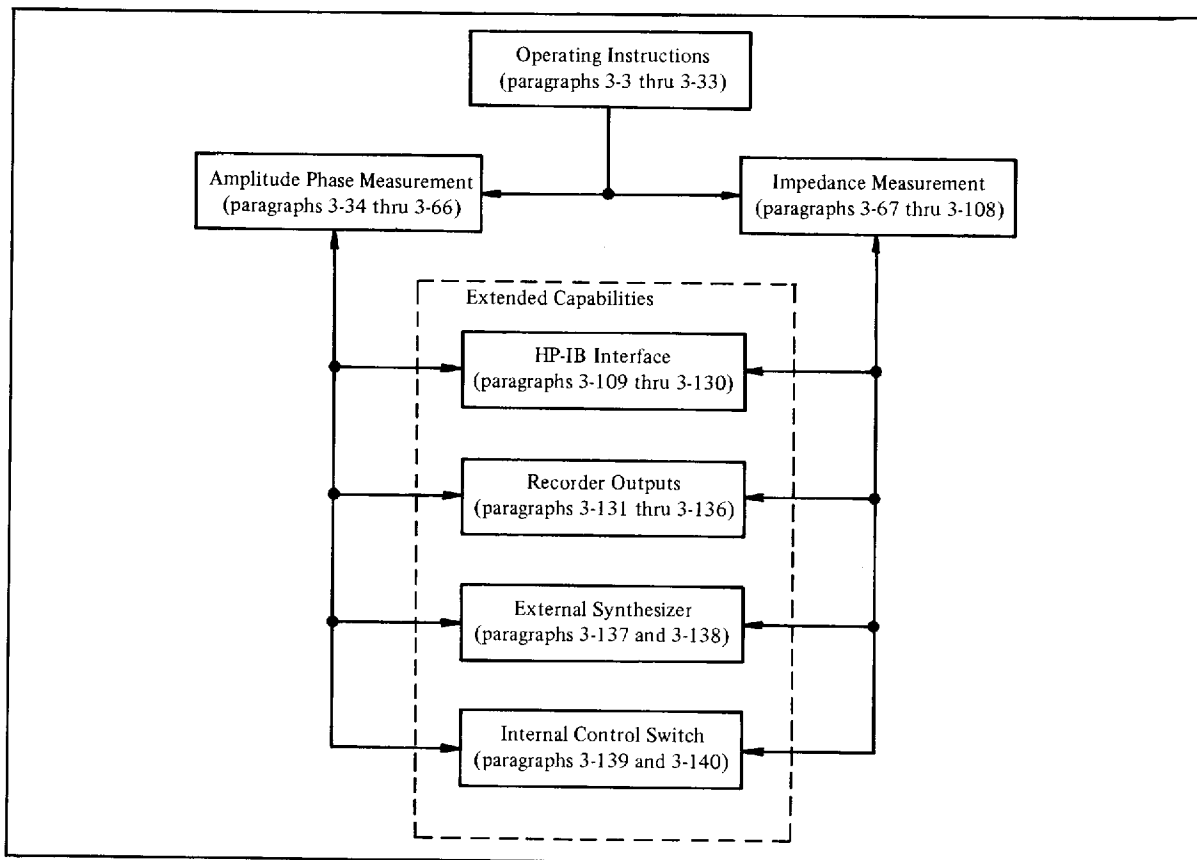 Operating Instructions
(paragraphs 3-3 thru 3-33)
Amplitude Phase Measurement
(paragraphs 3-34 thru 3-66)
Impedance Measurement
(paragraphs 3-67 thru 3-108)
Extended Capabilities
HP-IB Interface
(paragraphs 3-109 thru 3-130)
Recorder Outputs
(paragraphs 3-131 thru 3-136)
External Synthesizer
(paragraphs 3-137 and 3-138)
Internal Control Switch
(paragraphs 3-139 and 3-140)